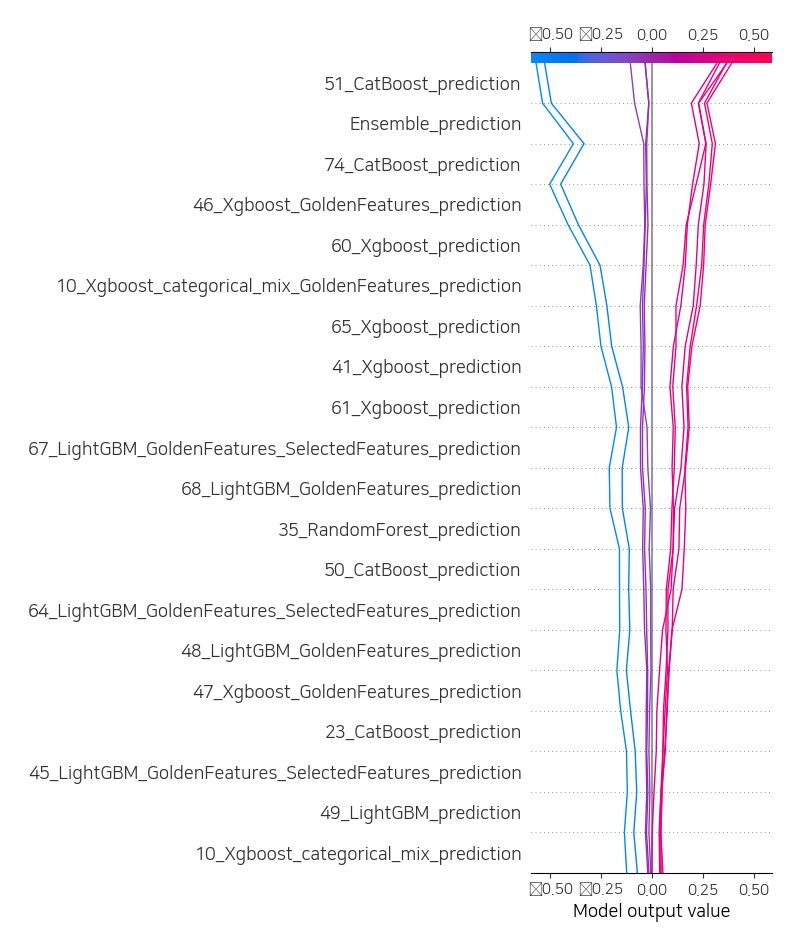 0.50 0.25 0.00 0.25 0.50
51_CatBoost_prediction
Ensemble_prediction
74_CatBoost_prediction
46_Xgboost_GoldenFeatures_prediction
60_Xgboost_prediction
10_Xgboost_categorical_mix_GoldenFeatures_prediction
65_Xgboost_prediction
41_Xgboost_prediction
61_Xgboost_prediction
67_LightGBM_GoldenFeatures_SelectedFeatures_prediction
68_LightGBM_GoldenFeatures_prediction
35_RandomForest_prediction
50_CatBoost_prediction
64_LightGBM_GoldenFeatures_SelectedFeatures_prediction
48_LightGBM_GoldenFeatures_prediction
47_Xgboost_GoldenFeatures_prediction
23_CatBoost_prediction
45_LightGBM_GoldenFeatures_SelectedFeatures_prediction
49_LightGBM_prediction
10_Xgboost_categorical_mix_prediction
0.50 0.25 0.00 0.25 0.50
Model output value